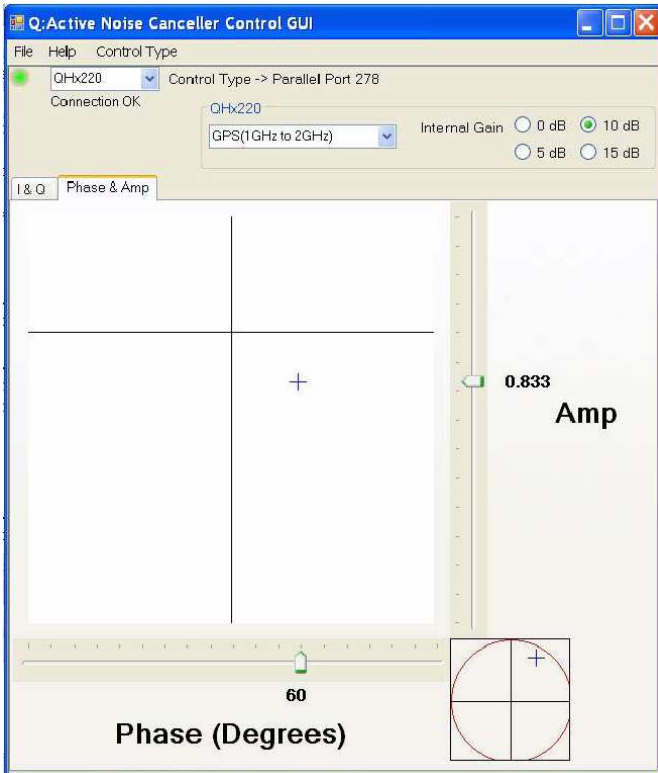 Q:Active Noise Canceller Control GUI
File Help Control Type
QHx220 Control Type -> Parallel Port 278
Connection OK
QHx220
GPS(1GHz to 2GHz)
Internal Gain 0 dB 10 dB
5 dB 15 dB
I & Q Phase & Amp
0.833
Amp
60
Phase (Degrees)